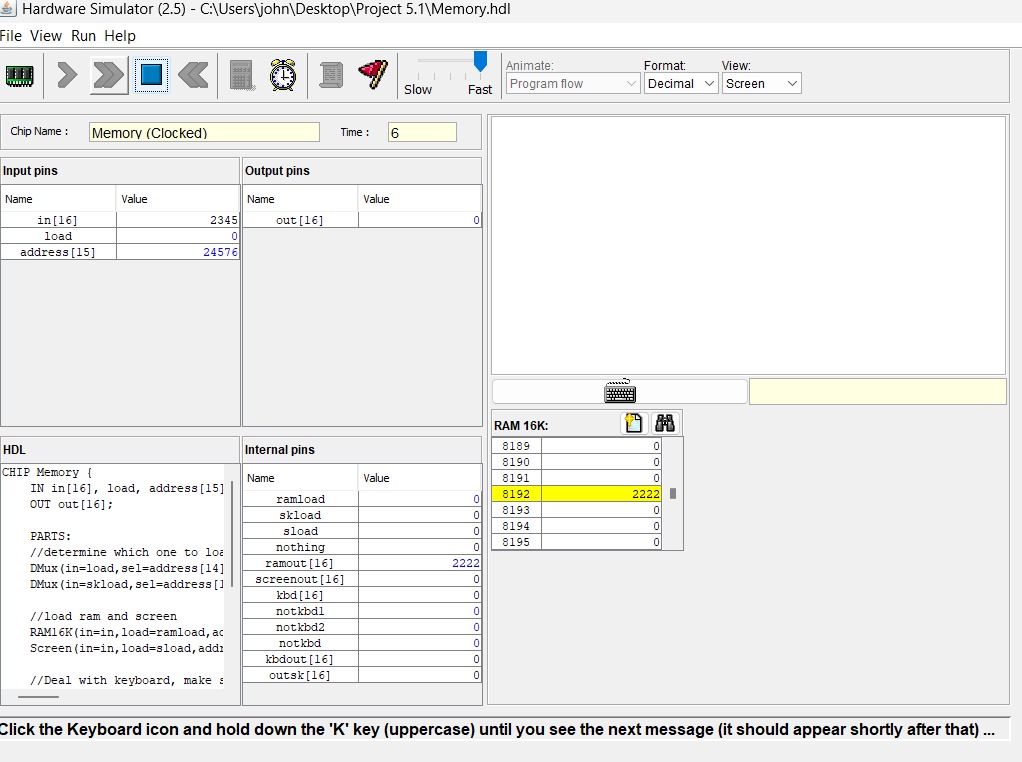 Hardware Simulator (2.5) - C:\Users\john\Desktop\Project 5.1\Memory.hdl
File View Run Help
Slow Fast
Animate:
Program flow
Format:
Decimal
View:
Screen
Chip Name :
Memory (Clocked)
Time :
6
Input pins
Name Value
in[16] 2345
load 0
address[15] 24576
Output pins
Name Value
out[16] 0
HDL
CHIP Memory {
IN in[16], load, address[15]
OUT out[16];
PARTS:
//determine which one to loa
DMux(in=load,sel=address[14]
DMux(in=skload,sel=address[1
//load ram and screen
RAM16K(in=in,load=ramload,ad
Screen(in=in,load=sload,addr
//Deal with keyboard, make s
Internal pins
Name Value
ramload 0
skload 0
sload 0
nothing 0
ramout[16] 2222
screenout[16] 0
kbd[16] 0
notkbd1 0
notkbd2 0
notkbd 0
kbdout[16] 0
outsk[16] 0
RAM 16K:
8189 0
8190 0
8191 0
8192 2222
8193 0
8194 0
8195 0
Click the Keyboard icon and hold down the 'K' key (uppercase) until you see the next message (it should appear shortly after that) ...